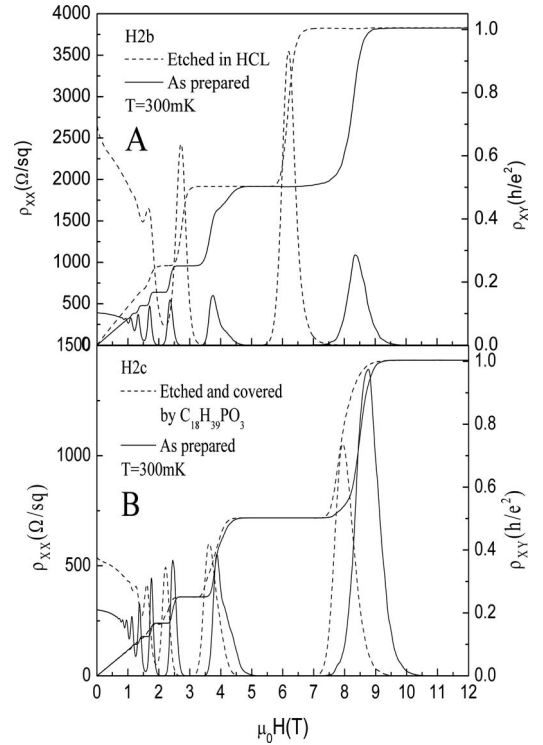 4000
3500
3000
2500
2000
1500
1000
500
0
ρXX(Ω/sq)
H2b
Etched in HCL
As prepared
T=300mK
A
1.0
0.8
0.6
0.4
0.2
0.0
ρXY(h/e²)
1500
1000
500
0
ρXX(Ω/sq)
H2c
Etched and covered
by C₁₈H₃₉PO₃
As prepared
T=300mK
B
1.0
0.8
0.6
0.4
0.2
0.0
ρXY(h/e²)
0 1 2 3 4 5 6 7 8 9 10 11 12
μ₀H(T)